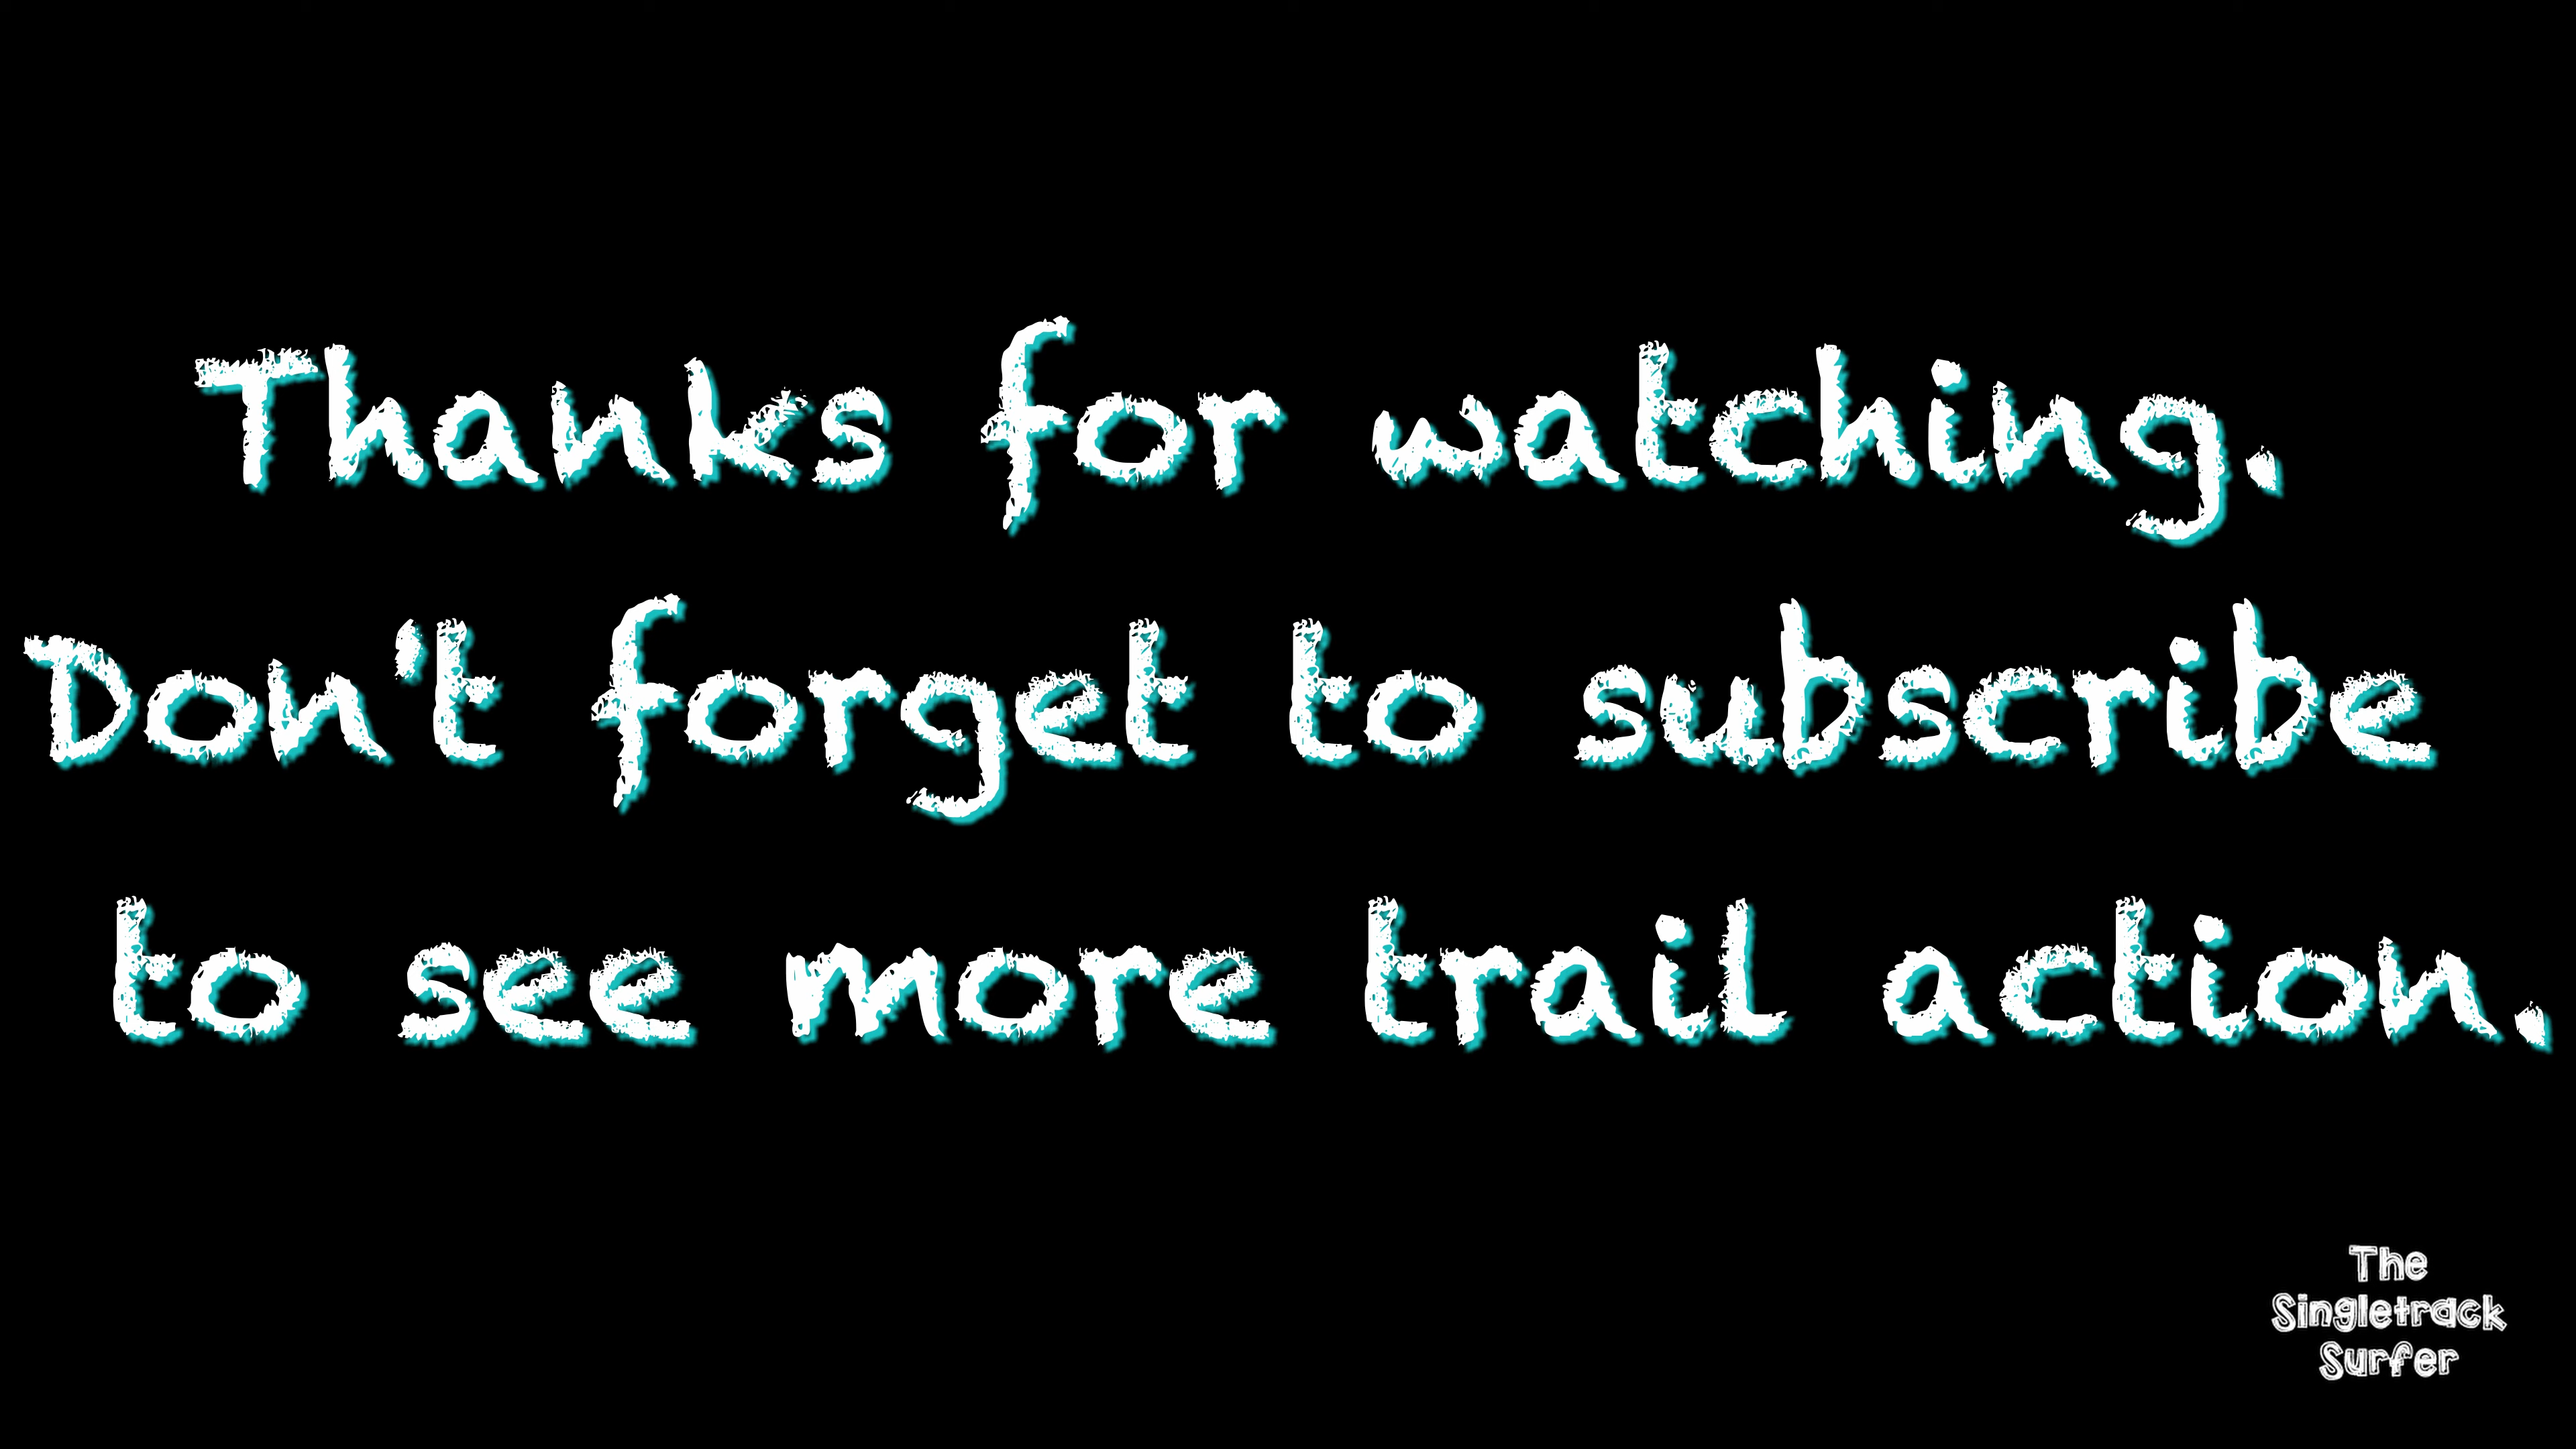 Thanks for watching.
Don't forget to subscribe
to see more trail action.
The
Singletrack
Surfer